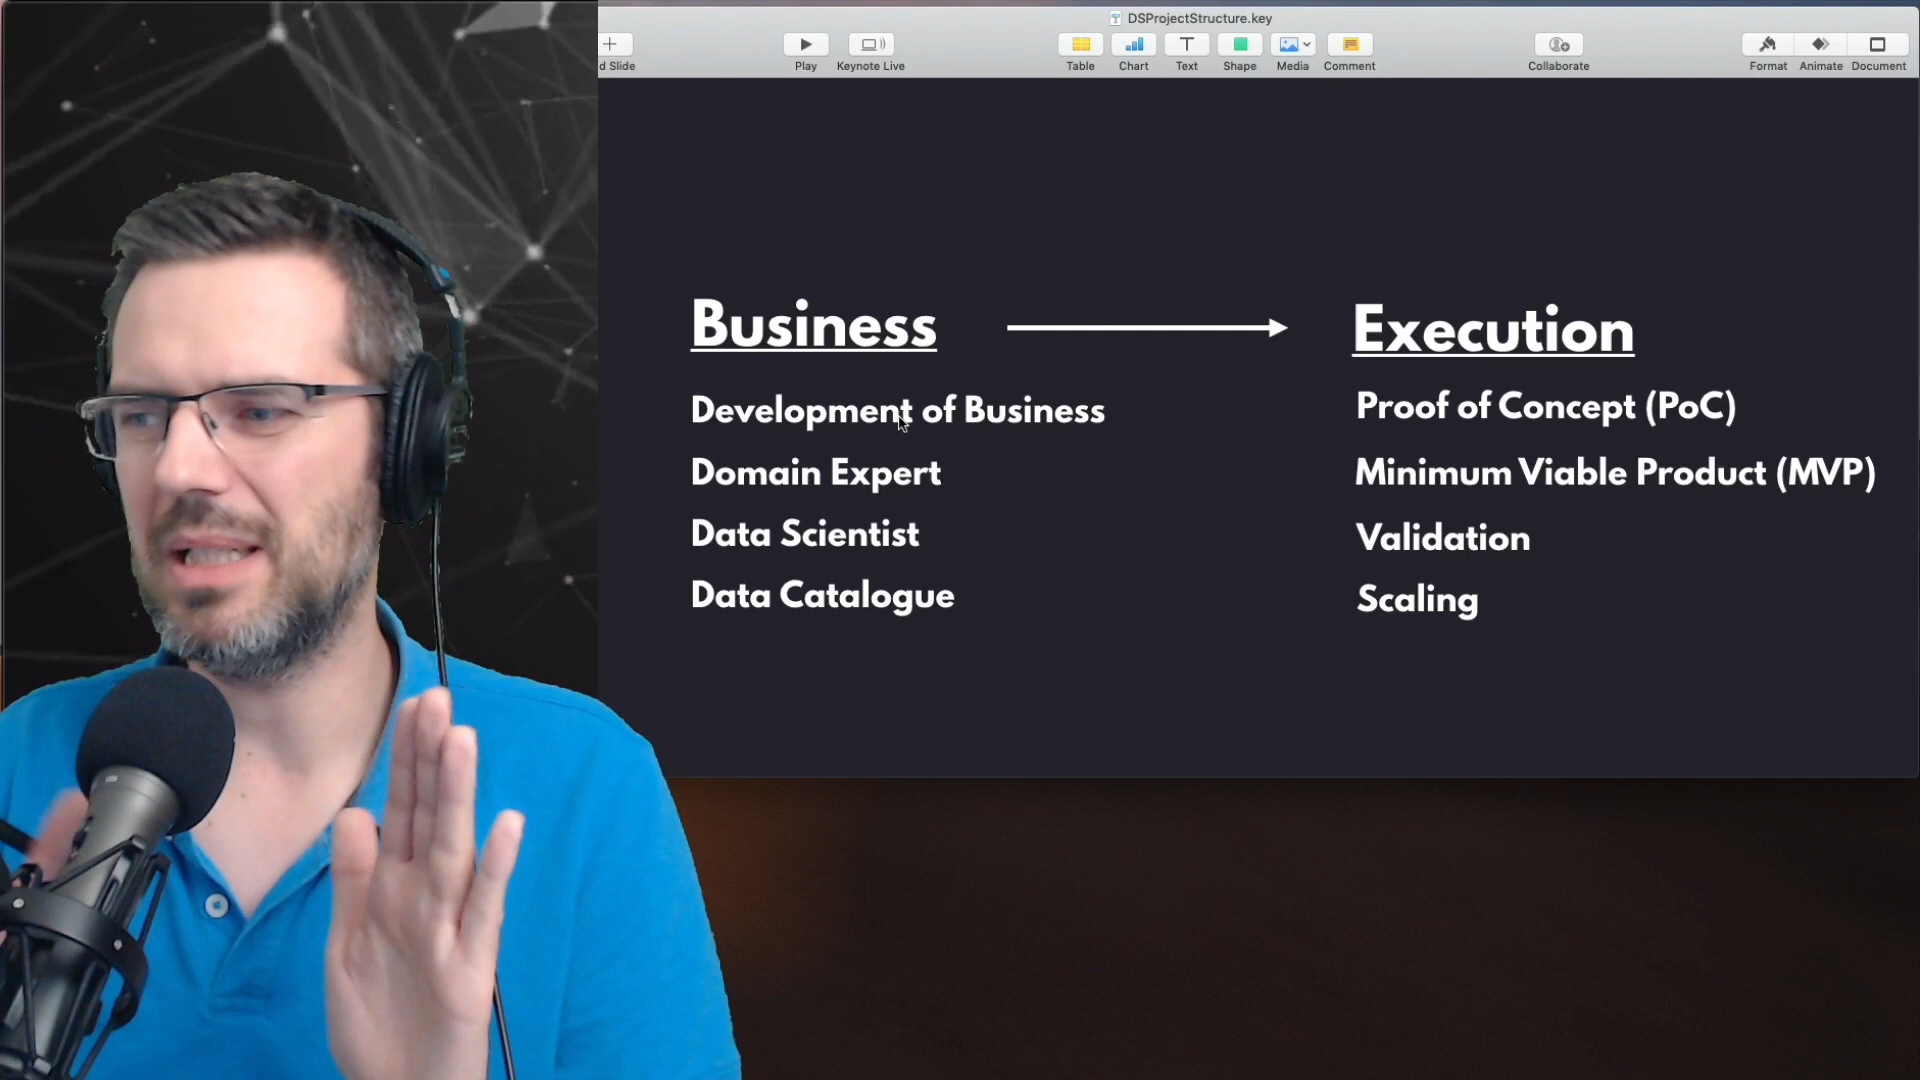 DSProjectStructure.key
d Slide
Play
Keynote Live
Table
Chart
Text
Shape
Media
Comment
Collaborate
Format
Animate
Document
Business
Development of Business
Domain Expert
Data Scientist
Data Catalogue
Execution
Proof of Concept (PoC)
Minimum Viable Product (MVP)
Validation
Scaling